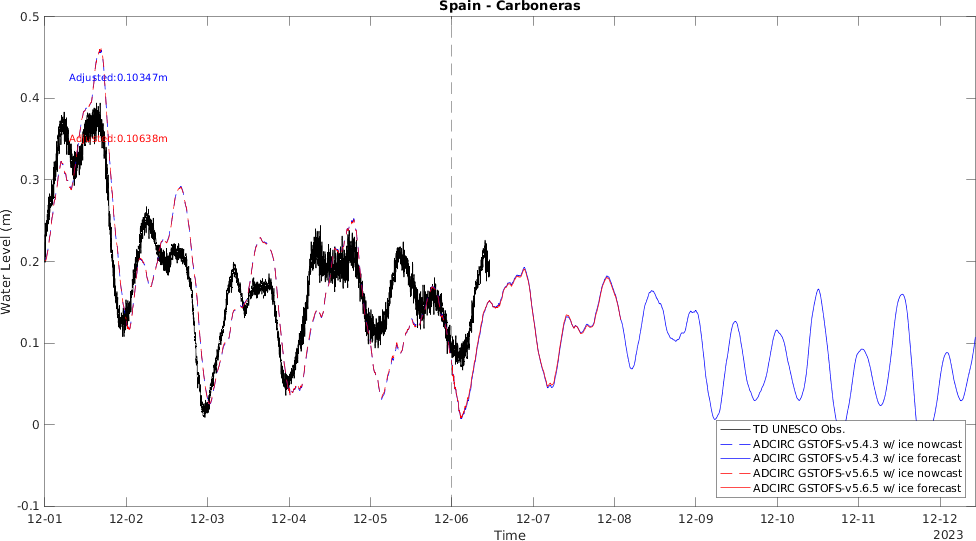 Spain - Carboneras
0.5
0.4
0.3
0.2
0.1
0
-0.1
Water Level (m)
Adjusted:0.10347m
Adjusted:0.10638m
TD UNESCO Obs.
ADCIRC GSTOFS-v5.4.3 w/ ice nowcast
ADCIRC GSTOFS-v5.4.3 w/ ice forecast
ADCIRC GSTOFS-v5.6.5 w/ ice nowcast
ADCIRC GSTOFS-v5.6.5 w/ ice forecast
12-01 12-02 12-03 12-04 12-05 12-06 12-07 12-09 12-10 12-11 12-12
Time
2023